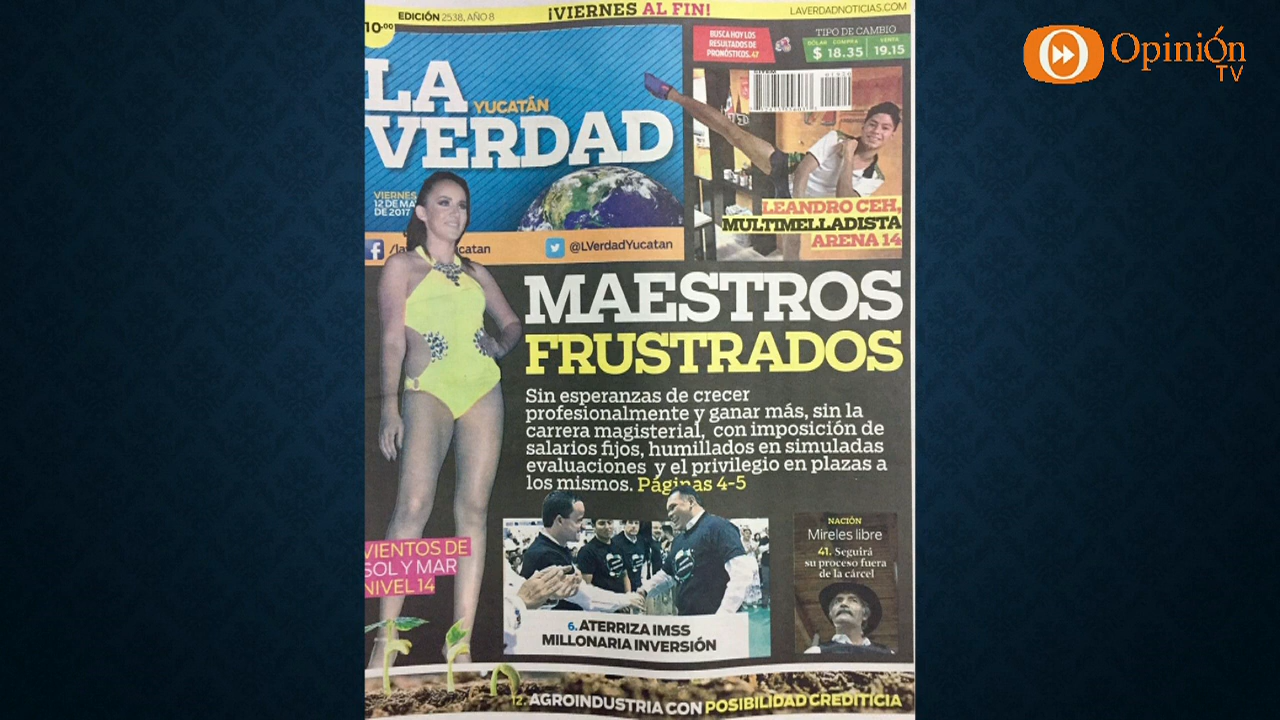 EDICIÓN 2538, AÑO 8
¡VIERNES AL FIN!
LAVERDADNOTICIAS.COM
10.00
BUSCA HOY LOS
RESULTADOS DE
PRONÓSTICOS. 47
TIPO DE CAMBIO
DÓLAR COMPRA VENTA
$ 18.35 19.15
Opinión
TV
LA
YUCATÁN
VERDAD
VIERNES
12 DE
DE 2017
@LVerdadYucatan
LEANDRO CEH,
MULTIMELLADISTA
ARENA 14
MAESTROS
FRUSTRADOS
Sin esperanzas de crecer
profesionalmente y ganar más, sin la
carrera magisterial, con imposición de
salarios fijos, humillados en simuladas
evaluaciones y el privilegio en plazas a
los mismos. Páginas 4-5
VIENTOS DE
SOL Y MAR
NIVEL 14
6. ATERRIZA IMSS
MILLONARIA INVERSIÓN
NACIÓN
Mireles libre
41. Seguirá
su proceso fuera
de la cárcel
12. AGROINDUSTRIA CON POSIBILIDAD CREDITICIA